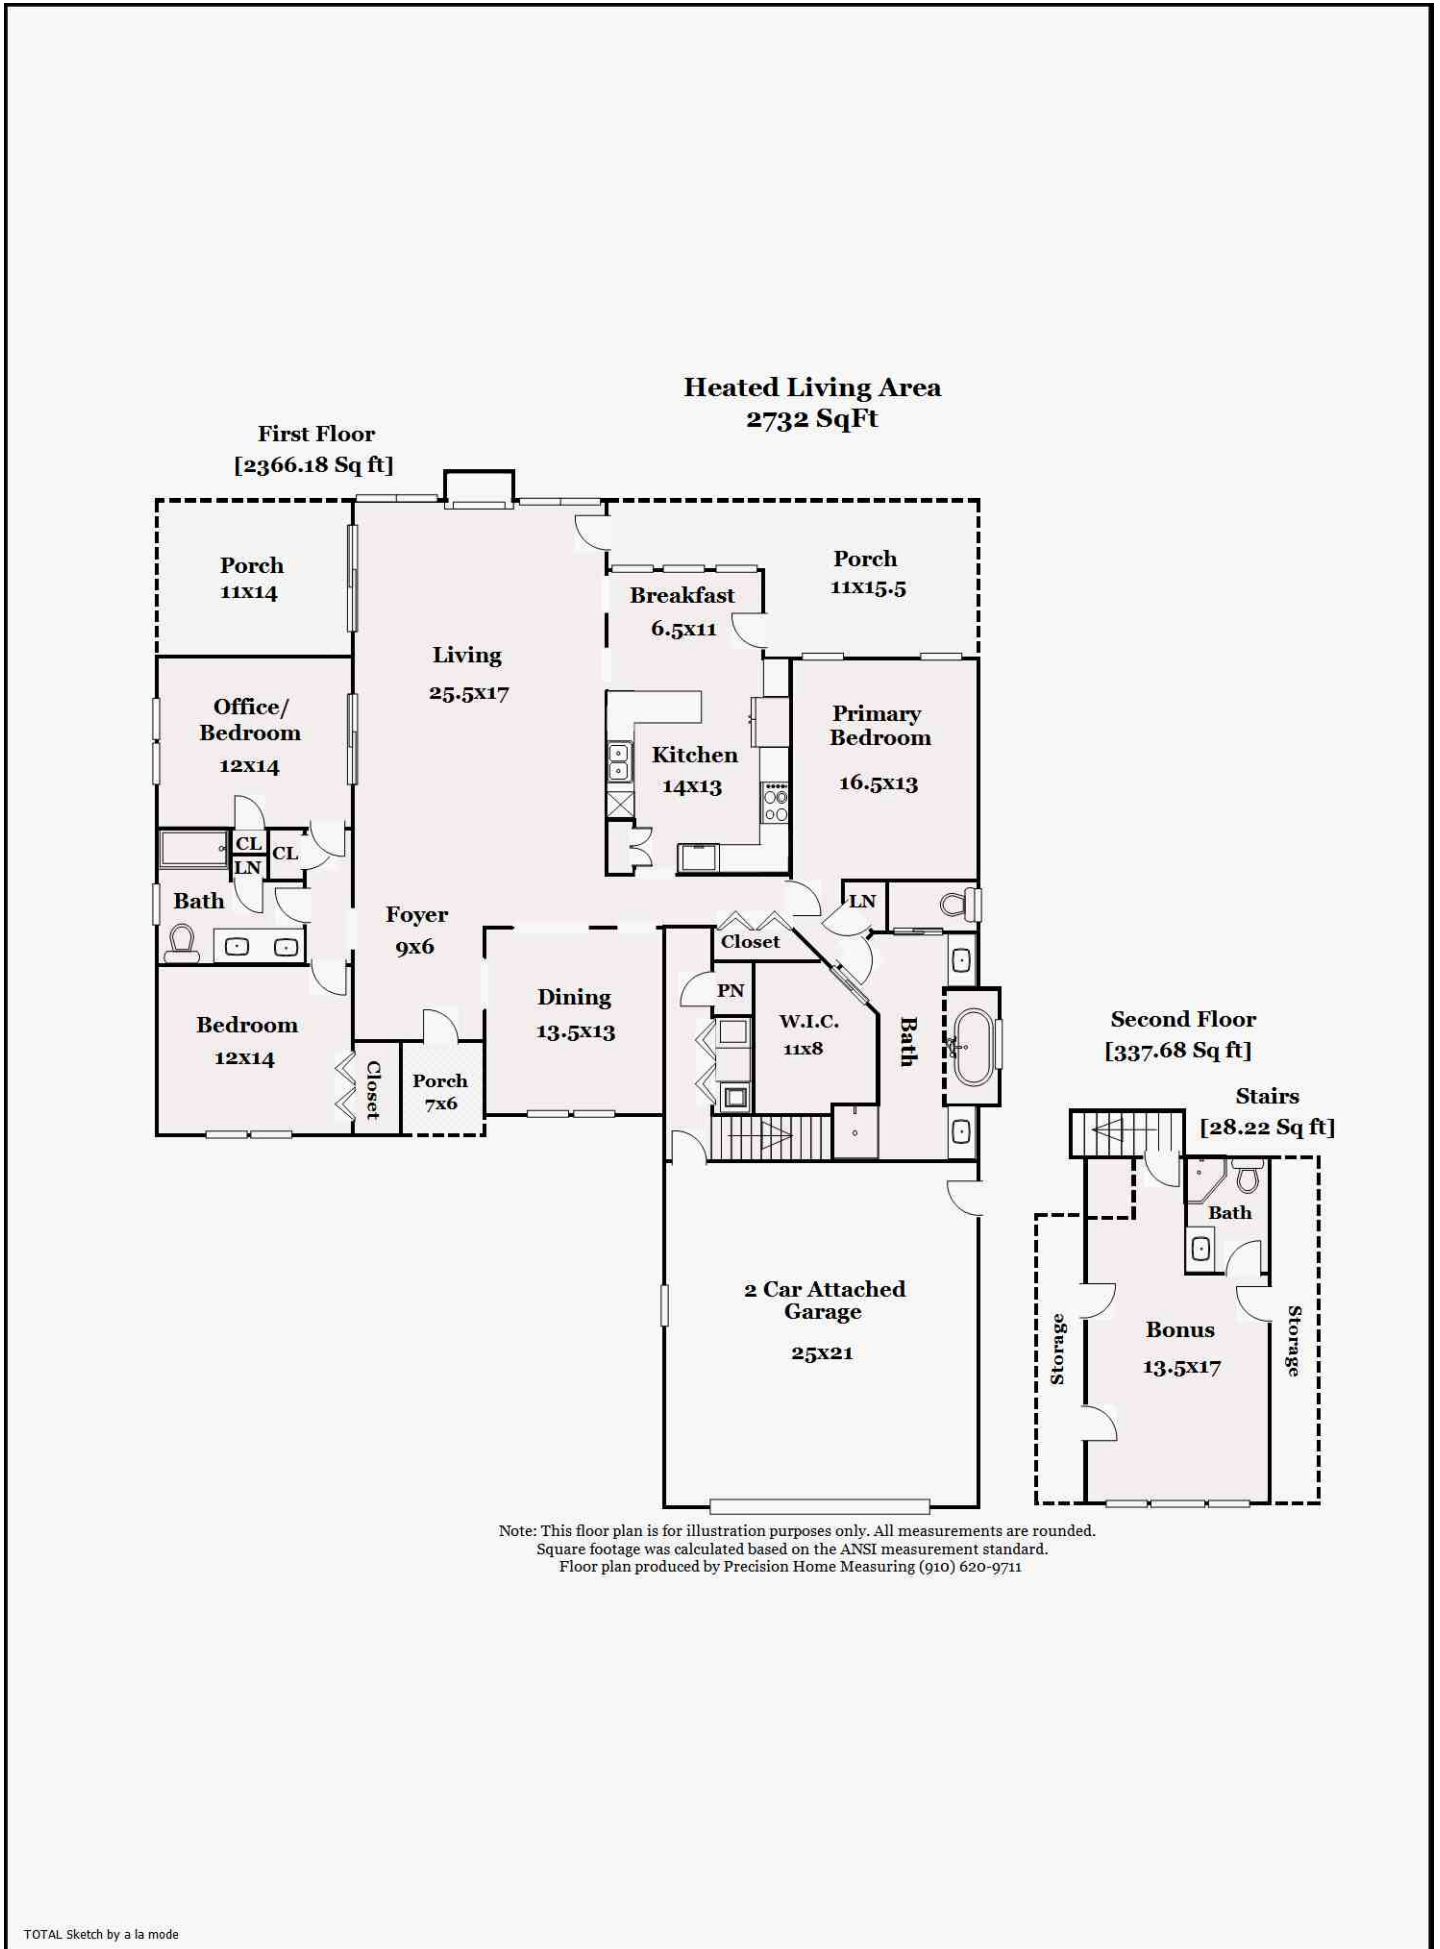 Heated Living Area
2732 SqFt
First Floor
[2366.18 Sq ft]
Porch
11x14
Porch
11x15.5
Breakfast
6.5x11
Living
25.5x17
Office/
Bedroom
12x14
Primary
Bedroom
16.5x13
Kitchen
14x13
CL
CL
LN
Bath
LN
Foyer
9x6
Closet
Dining
13.5x13
PN
W.I.C.
11x8
Bath
Bedroom
12x14
Closet
Porch
7x6
Second Floor
[337.68 Sq ft]
Stairs
[28.22 Sq ft]
Bath
2 Car Attached
Garage
25x21
Storage
Bonus
13.5x17
Storage
Note: This floor plan is for illustration purposes only. All measurements are rounded.
Square footage was calculated based on the ANSI measurement standard.
Floor plan produced by Precision Home Measuring (910) 620-9711
TOTAL Sketch by a la mode